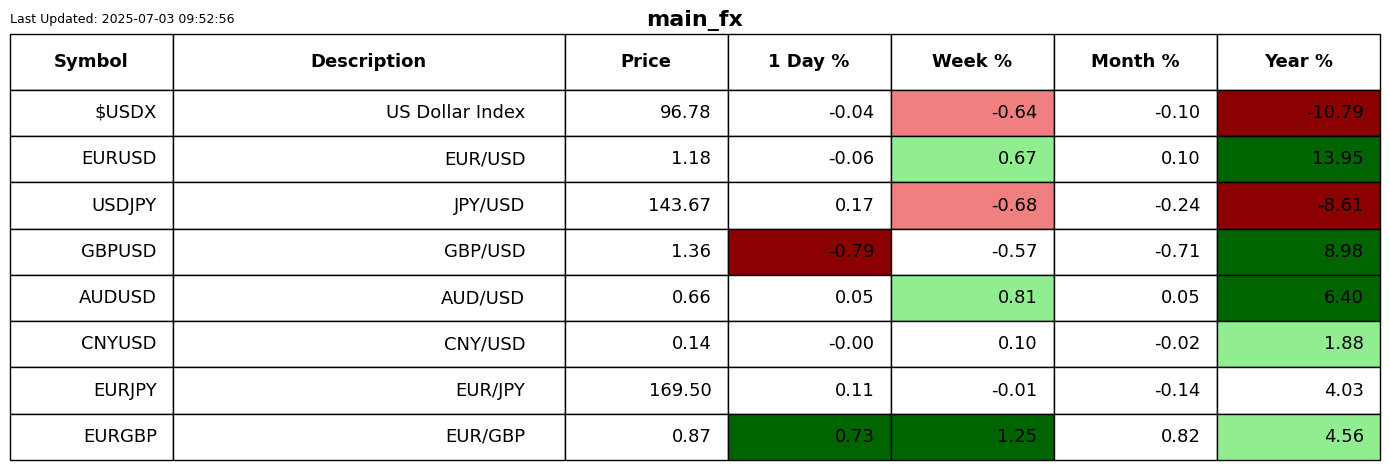 Last Updated: 2025-07-03 09:52:56
main_fx
Symbol Description Price 1 Day % Week % Month % Year %
$USDX US Dollar Index 96.78 -0.04 -0.64 -0.10 -10.79
EURUSD EUR/USD 1.18 -0.06 0.67 0.10 13.95
USDJPY JPY/USD 143.67 0.17 -0.68 -0.24 -8.61
GBPUSD GBP/USD 1.36 -0.79 -0.57 -0.71 8.98
AUDUSD AUD/USD 0.66 0.05 0.81 0.05 6.40
CNYUSD CNY/USD 0.14 -0.00 0.10 -0.02 1.88
EURJPY EUR/JPY 169.50 0.11 -0.01 -0.14 4.03
EURGBP EUR/GBP 0.87 0.73 1.25 0.82 4.56